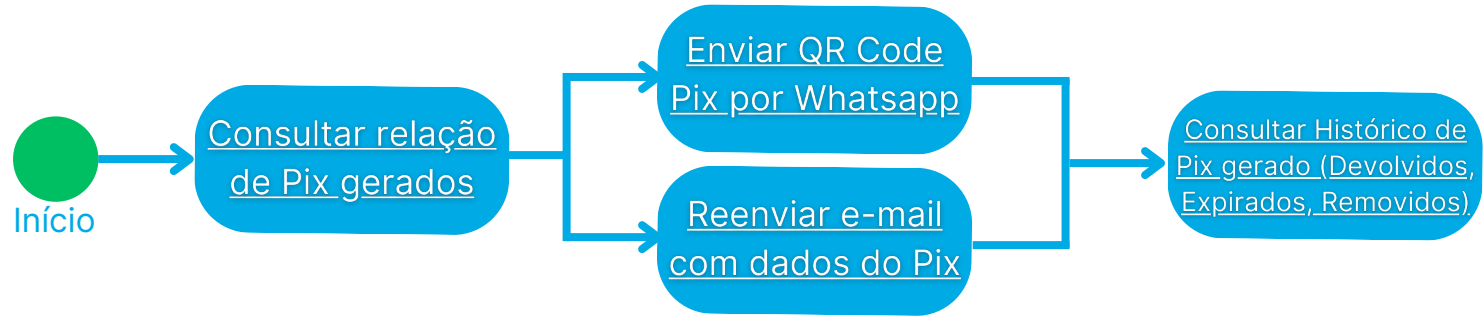 Início
Consultar relação
de Pix gerados
Enviar QR Code
Pix por Whatsapp
Reenviar e-mail
com dados do Pix
Consultar Histórico de
Pix gerado (Devolvidos,
Expirados, Removidos)